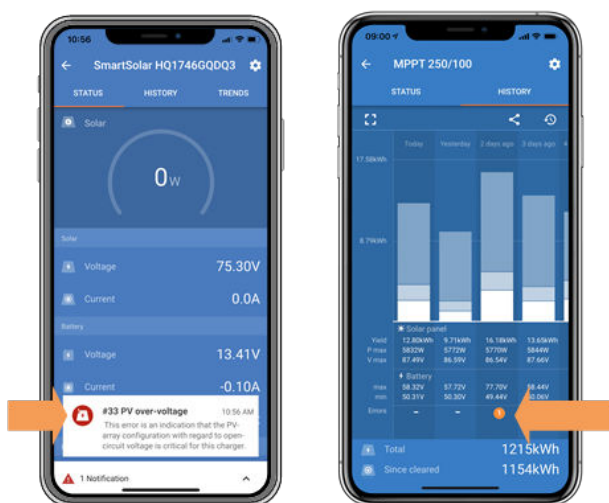 10:56
SmartSolar HQ1746GQDQ3
STATUS HISTORY TRENDS
Solar
0W
Solar
Voltage 75.30V
Current 0.0A
Battery
Voltage 13.41V
Current -0.10A
#33 PV over-voltage 10:56 AM
This error is an indication that the PV-
array configuration with regard to open-
circuit voltage is critical for this charger.
1 Notification
09:00
MPPT 250/100
STATUS HISTORY
Today Yesterday 2 days ago 3 days ago 4
17.58kWh
8.79kWh
Solar panel
Yield 12.80kWh 9.71kWh 16.18kWh 13.65kWh
P max 5832W 5772W 5770W 5844W
V max 87.49V 86.59V 86.54V 87.66V
Battery
max 58.32V 57.72V 77.70V 58.44V
min 50.31V 50.30V 49.44V
Errors - - 1
Total 1215kWh
Since cleared 1154kWh